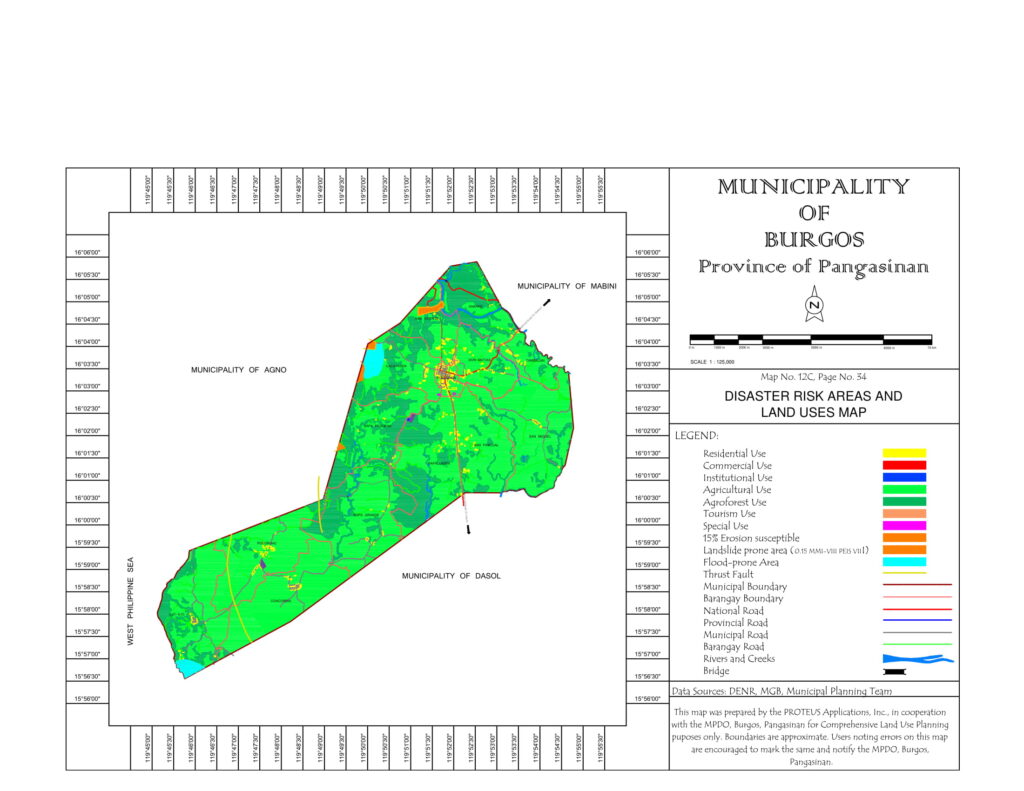 119°45'00"
119°45'30"
119°46'00"
119°46'30"
119°47'00"
119°47'30"
119°48'00"
119°48'30"
119°49'00"
119°49'30"
119°50'00"
119°50'30"
119°51'00"
119°51'30"
119°52'00"
119°52'30"
119°53'00"
119°53'30"
119°54'00"
119°54'30"
119°55'00"
119°55'30"
16°06'00"
16°05'30"
16°05'00"
16°04'30"
16°04'00"
16°03'30"
16°03'00"
16°02'30"
16°02'00"
16°01'30"
16°01'00"
16°00'30"
16°00'00"
15°59'30"
15°59'00"
15°58'30"
15°58'00"
15°57'30"
15°57'00"
15°56'30"
15°56'00"
MUNICIPALITY OF MABINI
MUNICIPALITY OF AGNO
MUNICIPALITY OF DASOL
WEST PHILIPPINE SEA
SAN MIGUEL
16°06'00"
16°05'30"
16°05'00"
16°04'30"
16°04'00"
16°03'30"
16°03'00"
16°02'30"
16°02'00"
16°01'30"
16°01'00"
16°00'30"
16°00'00"
15°59'30"
15°59'00"
15°58'30"
15°58'00"
15°57'30"
15°57'00"
15°56'30"
15°56'00"
119°45'00"
119°45'30"
119°46'00"
119°46'30"
119°47'00"
119°47'30"
119°48'00"
119°48'30"
119°49'00"
119°49'30"
119°50'00"
119°50'30"
119°51'00"
119°51'30"
119°52'00"
119°52'30"
119°53'00"
119°53'30"
119°54'00"
119°54'30"
119°55'00"
119°55'30"
MUNICIPALITY
OF
BURGOS
Province of Pangasinan
N
SCALE 1 : 125,000
Map No. 12C, Page No. 34
DISASTER RISK AREAS AND
LAND USES MAP
LEGEND:
Residential Use
Commercial Use
Institutional Use
Agricultural Use
Agroforest Use
Tourism Use
Special Use
15% Erosion susceptible
Landslide prone area (0.15 MMI-VIII PEIS VII)
Flood-prone Area
Thrust Fault
Municipal Boundary
Barangay Boundary
National Road
Provincial Road
Municipal Road
Barangay Road
Rivers and Creeks
Bridge
Data Sources: DENR, MGB, Municipal Planning Team
This map was prepared by the PROTEUS Applications, Inc., in cooperation
with the MPDO, Burgos, Pangasinan for Comprehensive Land Use Planning
puposes only. Boundaries are approximate. Users noting errors on this map
are encouraged to mark the same and notify the MPDO, Burgos,
Pangasinan.